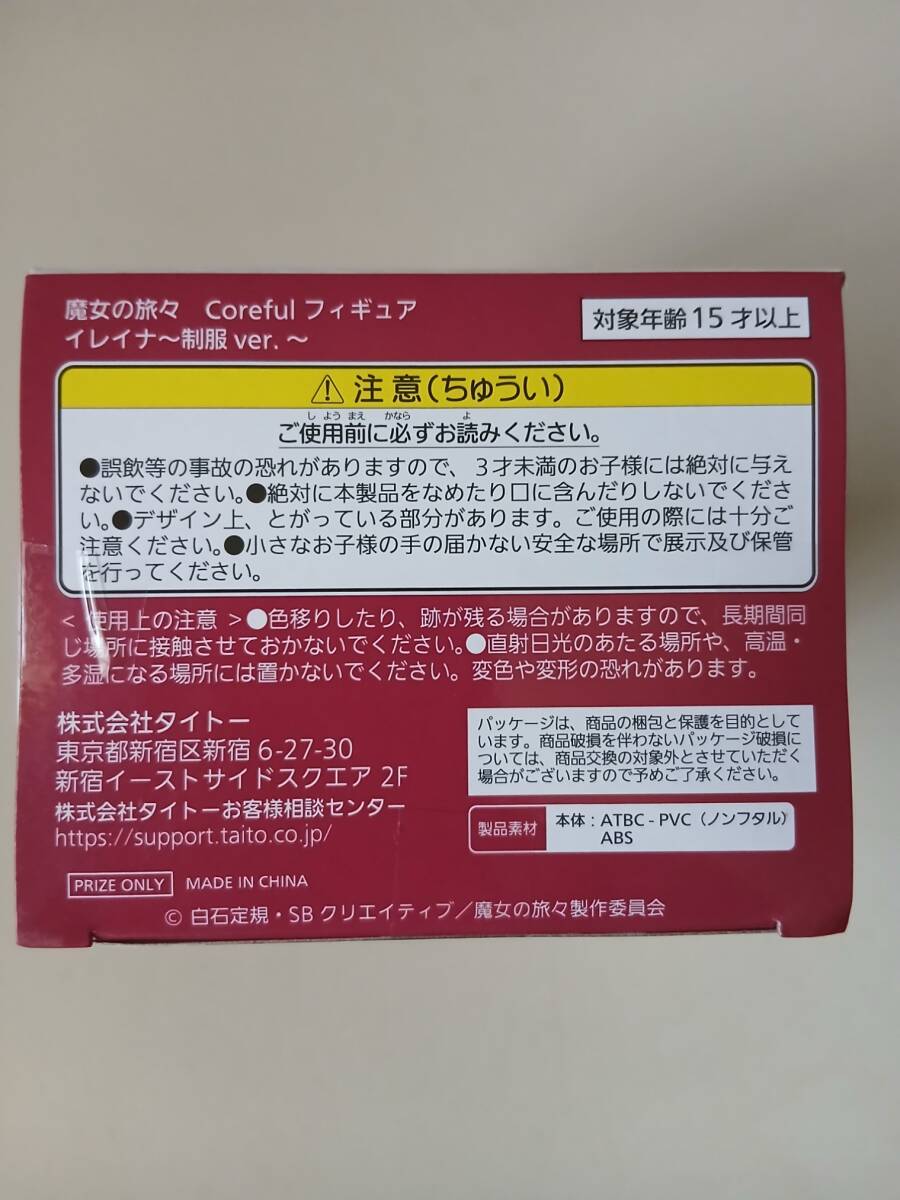 魔女の旅々 Coreful フィギュア
イレイナ〜制服 ver. 〜
対象年齢 15 才以上
⚠ 注意(ちゅうい)
し よう まえ かなら よ
ご使用前に必ずお読みください。
●誤飲等の事故の恐れがありますので、3才未満のお子様には絶対に与え
ないでください。●絶対に本製品をなめたり口に含んだりしないでくださ
い。●デザイン上、とがっている部分があります。ご使用の際には十分ご
注意ください。●小さなお子様の手の届かない安全な場所で展示及び保管
を行ってください。
< 使用上の注意 >●色移りしたり、跡が残る場合がありますので、長期間同
じ場所に接触させておかないでください。●直射日光のあたる場所や、高温・
多湿になる場所には置かないでください。変色や変形の恐れがあります。
株式会社タイトー
東京都新宿区新宿 6-27-30
新宿イーストサイドスクエア 2F
株式会社タイトーお客様相談センター
https://support.taito.co.jp/
パッケージは、商品の梱包と保護を目的として
います。商品破損を伴わないパッケージ破損に
ついては、商品交換の対象外とさせていただく
場合がございますので予めご了承ください。
製品素材
本体:ATBC-PVC(ノンフタル)
ABS
PRIZE ONLY MADE IN CHINA
© 白石定規・SB クリエイティブ/魔女の旅々製作委員会